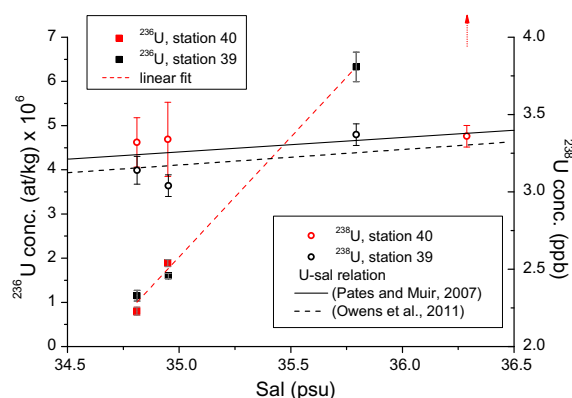 ²³⁶U, station 40
²³⁶U, station 39
linear fit
7
6
5
4
3
2
1
0
²³⁶U conc. (at/kg) x 10⁶
4.0
3.5
3.0
2.5
2.0
²³⁸U conc. (ppb)
²³⁸U, station 40
²³⁸U, station 39
U-sal relation
(Pates and Muir, 2007)
(Owens et al., 2011)
34.5 35.0 35.5 36.0 36.5
Sal (psu)